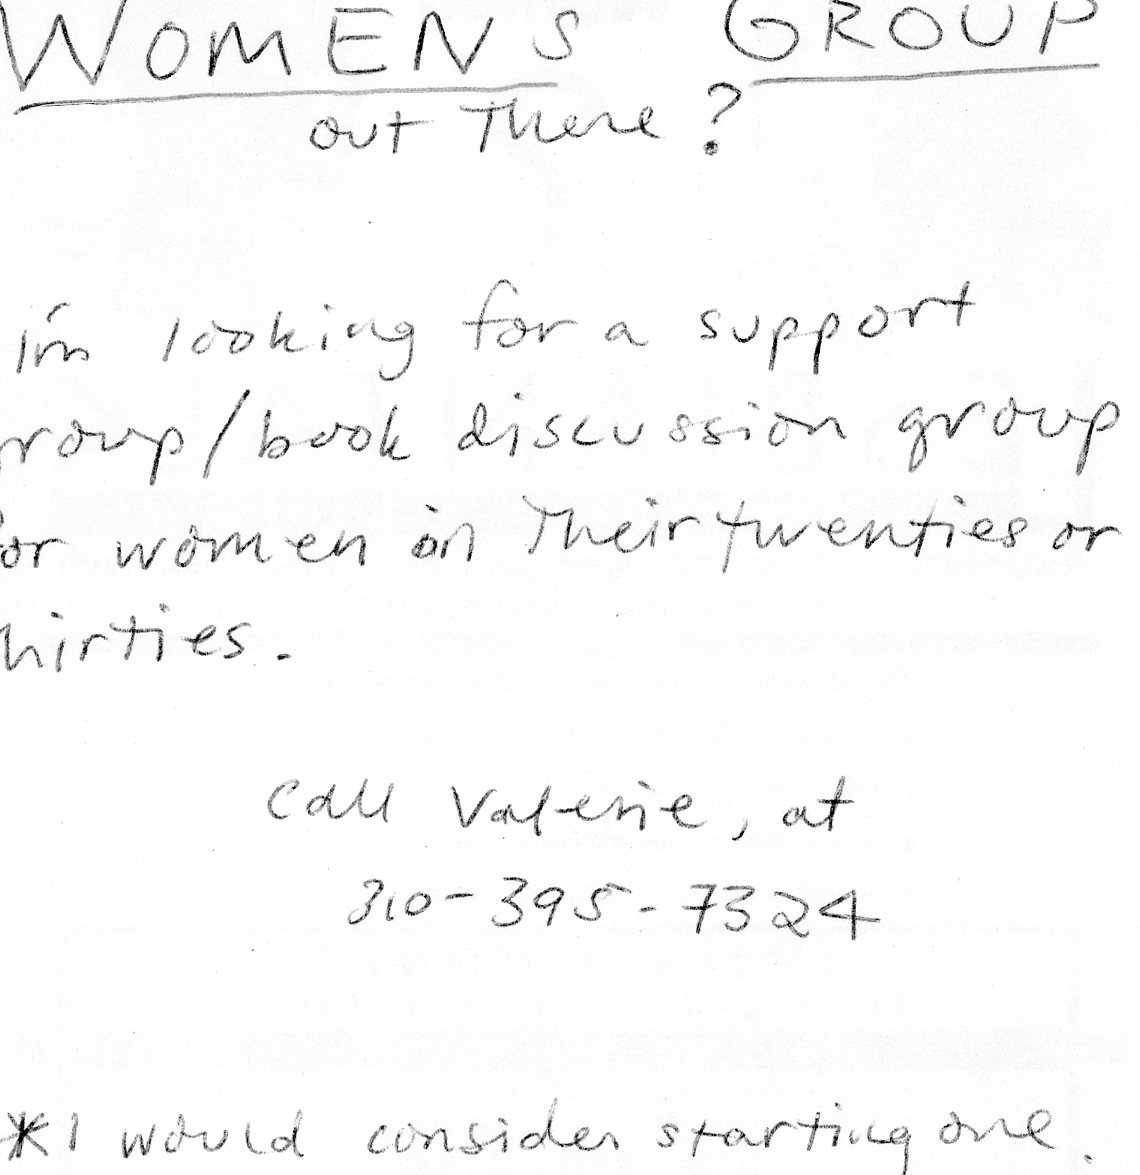 WOMENS GROUP
out There?
I'm looking for a support
roup/book discussion group
or women in Their twenties or
hirties.
Call Valerie, at
310-395-7324
*I would consider starting one.